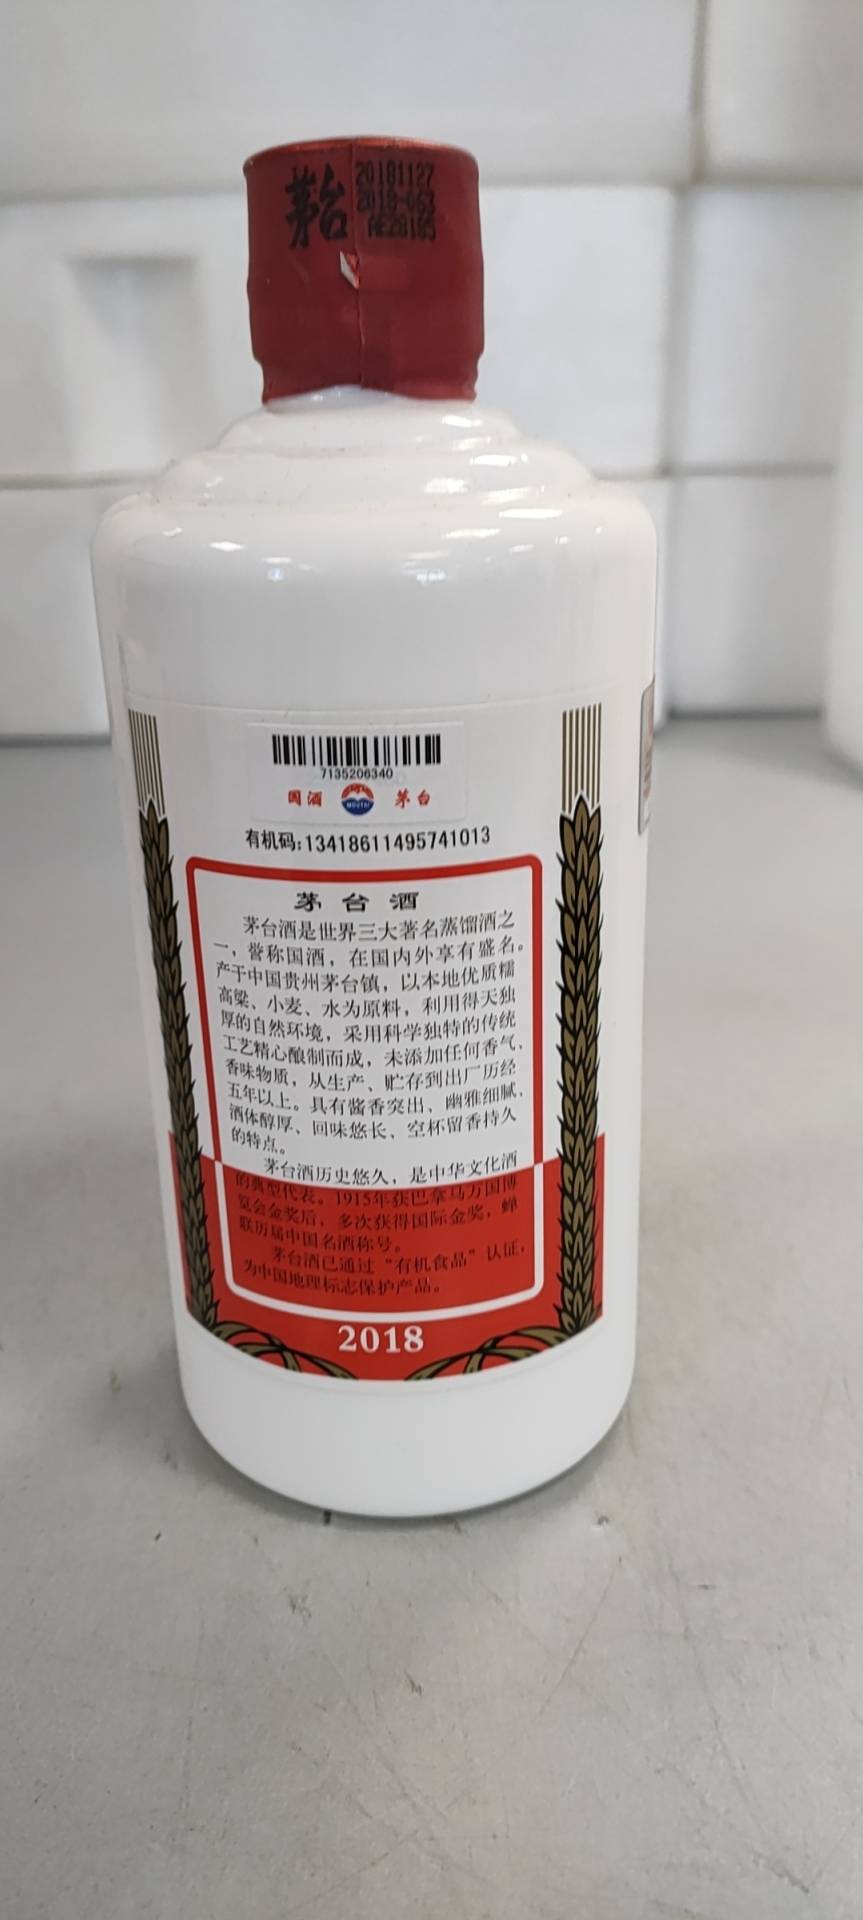 茅台
20181127
2018-063
7135206340
国酒 MOUTAI 茅台
有机码:13418611495741013
茅台酒
茅台酒是世界三大著名蒸馏酒之
一，誉称国酒，在国内外享有盛名。
产于中国贵州茅台镇，以本地优质糯
高粱、小麦、水为原料，利用得天独
厚的自然环境，采用科学独特的传统
工艺精心酿制而成，未添加任何香气、
香味物质，从生产、贮存到出厂历经
五年以上。具有酱香突出、幽雅细腻、
酒体醇厚、回味悠长、空杯留香持久
的特点。
茅台酒历史悠久，是中华文化酒
的典型代表。1915年获巴拿马万国博
览会金奖后，多次获得国际金奖，蝉
联历届中国名酒称号。
茅台酒已通过“有机食品”认证，
为中国地理标志保护产品。
2018